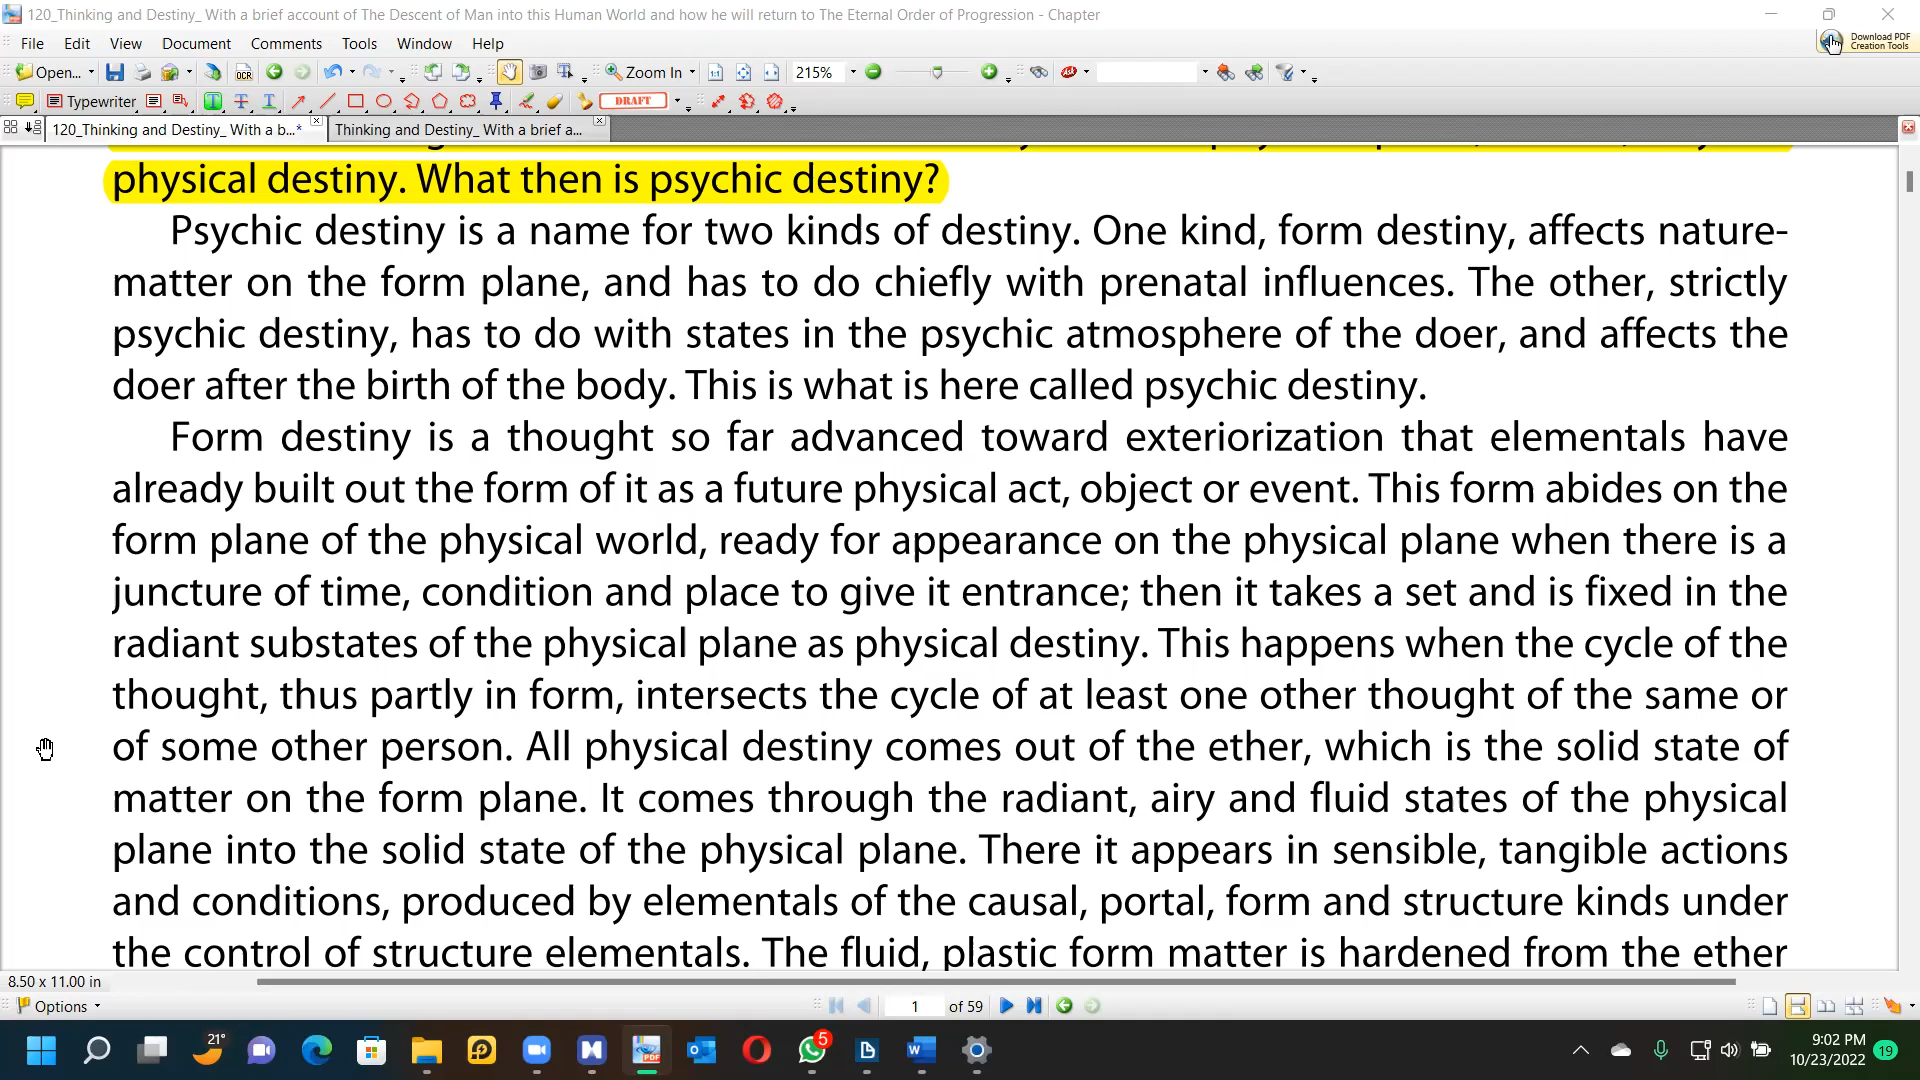 120_Thinking and Destiny_ With a brief account of The Descent of Man into this Human World and how he will return to The Eternal Order of Progression - Chapter
File Edit View Document Comments Tools Window Help
Download PDF
Creation Tools
Open... OCR Zoom In 215%
Typewriter DRAFT
120_Thinking and Destiny_ With a b...* Thinking and Destiny_ With a brief a...
physical destiny. What then is psychic destiny?
Psychic destiny is a name for two kinds of destiny. One kind, form destiny, affects nature-
matter on the form plane, and has to do chiefly with prenatal influences. The other, strictly
psychic destiny, has to do with states in the psychic atmosphere of the doer, and affects the
doer after the birth of the body. This is what is here called psychic destiny.
Form destiny is a thought so far advanced toward exteriorization that elementals have
already built out the form of it as a future physical act, object or event. This form abides on the
form plane of the physical world, ready for appearance on the physical plane when there is a
juncture of time, condition and place to give it entrance; then it takes a set and is fixed in the
radiant substates of the physical plane as physical destiny. This happens when the cycle of the
thought, thus partly in form, intersects the cycle of at least one other thought of the same or
of some other person. All physical destiny comes out of the ether, which is the solid state of
matter on the form plane. It comes through the radiant, airy and fluid states of the physical
plane into the solid state of the physical plane. There it appears in sensible, tangible actions
and conditions, produced by elementals of the causal, portal, form and structure kinds under
the control of structure elementals. The fluid, plastic form matter is hardened from the ether
8.50 x 11.00 in
Options 1 of 59
21° 5 9:02 PM
10/23/2022 19